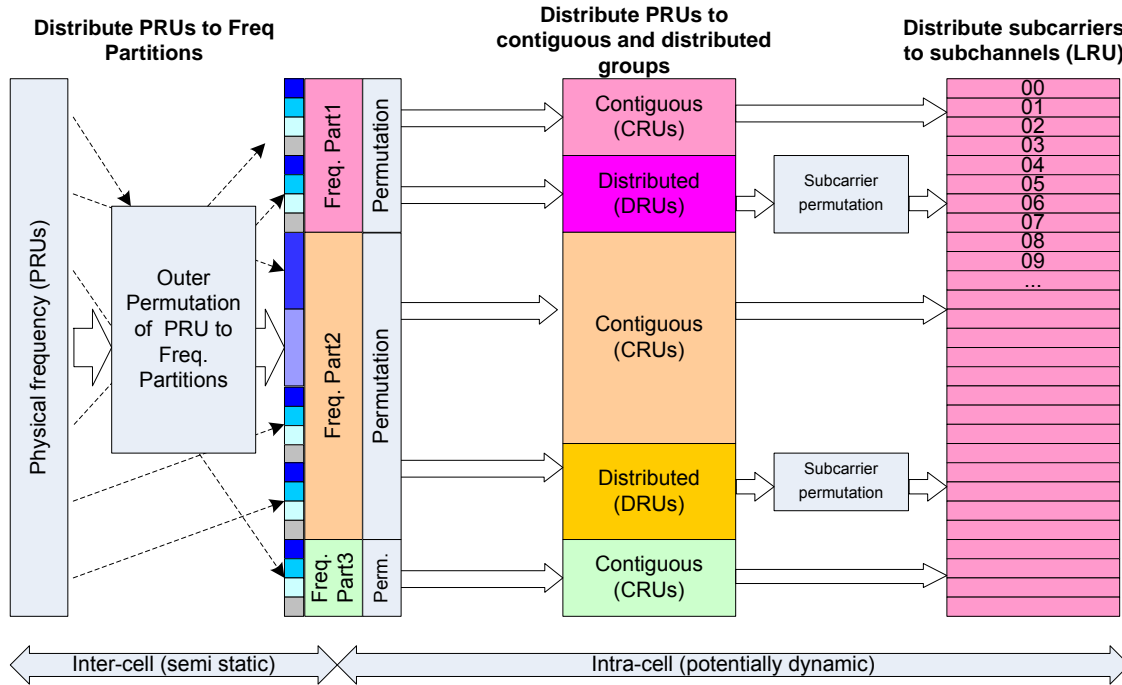 Distribute PRUs to Freq
Partitions
Distribute PRUs to
contiguous and distributed
groups
Distribute subcarriers
to subchannels (LRU)
Physical frequency (PRUs)
Outer
Permutation
of PRU to
Freq.
Partitions
Freq. Part1
Permutation
Freq. Part2
Permutation
Freq.
Part3
Perm.
Contiguous
(CRUs)
Distributed
(DRUs)
Contiguous
(CRUs)
Distributed
(DRUs)
Contiguous
(CRUs)
Subcarrier
permutation
Subcarrier
permutation
00
01
02
03
04
05
06
07
08
09
...
Inter-cell (semi static)
Intra-cell (potentially dynamic)